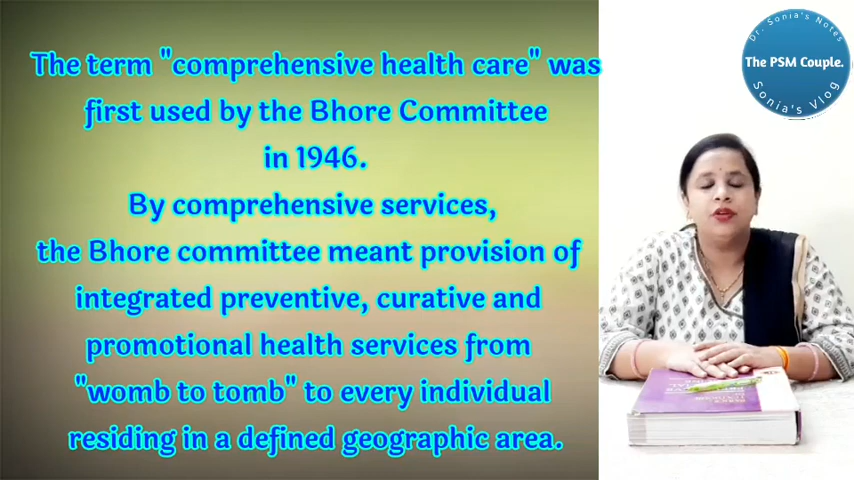 The term "comprehensive health care" was
first used by the Bhore Committee
in 1946.
By comprehensive services,
the Bhore committee meant provision of
integrated preventive, curative and
promotional health services from
"womb to tomb" to every individual
residing in a defined geographic area.
Dr. Sonia's Notes
The PSM Couple.
Sonia's Vlog